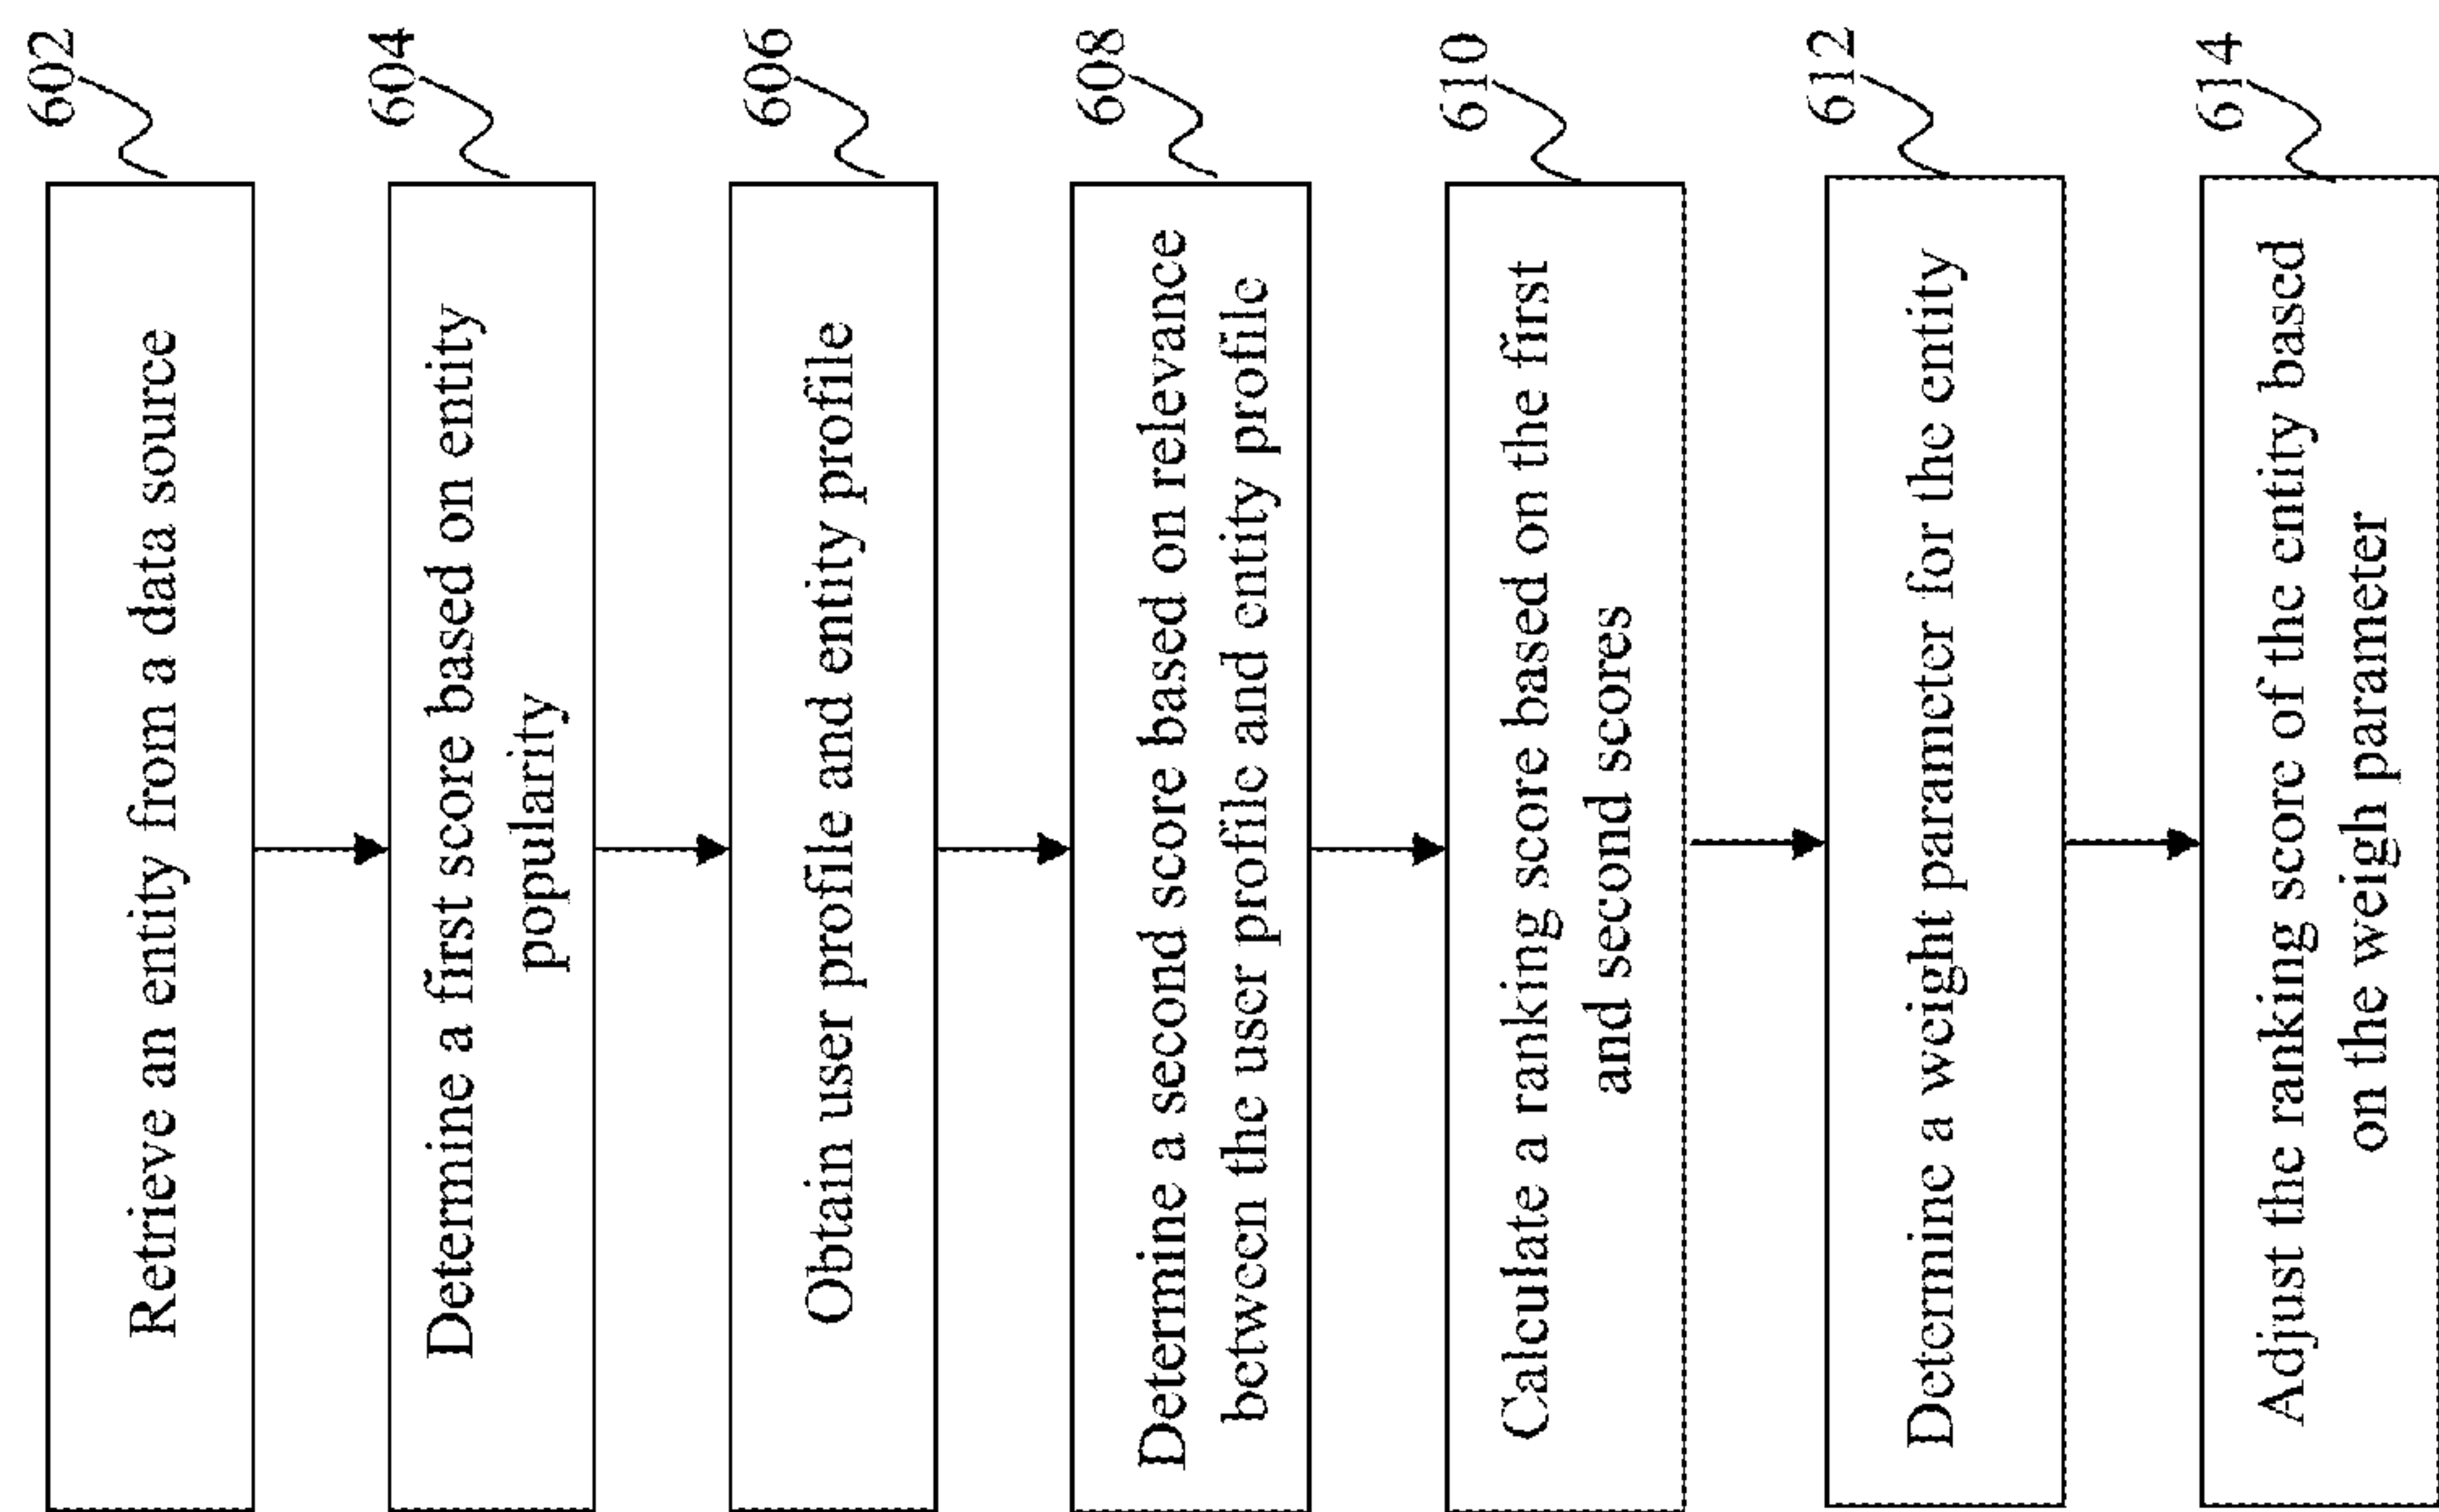 602
Retrieve an entity from a data source
604
Determine a first score based on entity
popularity
606
Obtain user profile and entity profile
608
Determine a second score based on relevance
between the user profile and entity profile
610
Calculate a ranking score based on the first
and second scores
612
Determine a weight parameter for the entity
614
Adjust the ranking score of the entity based
on the weigh parameter